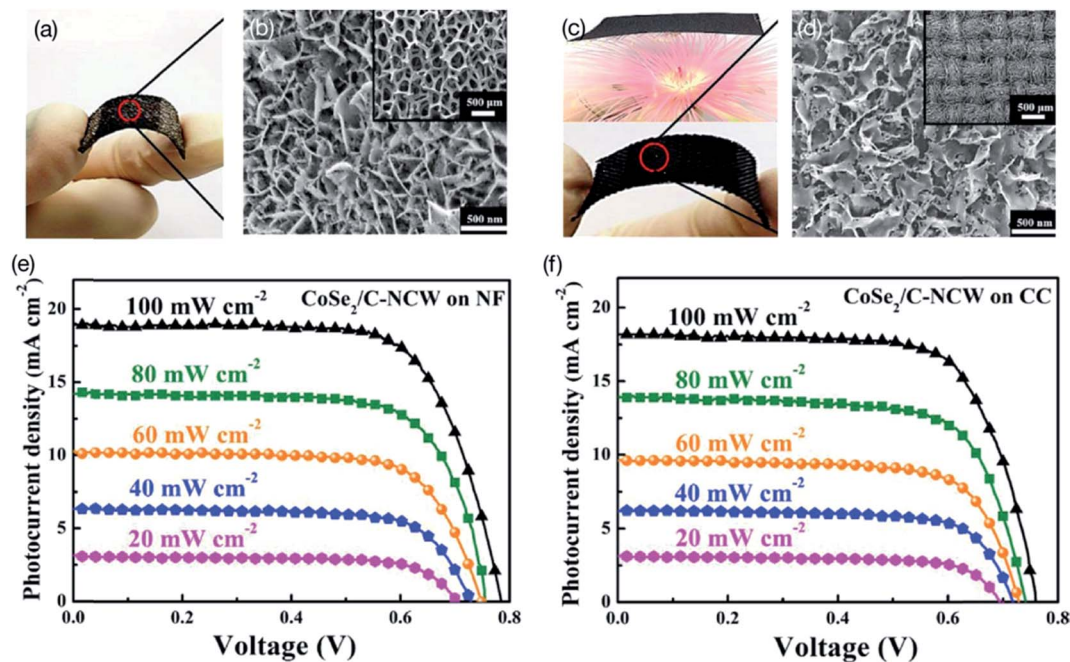 (a)
(b)
500 μm
500 nm
(c)
(d)
500 μm
500 nm
(e)
Photocurrent density (mA cm⁻²)
20
15
10
5
0
100 mW cm⁻²
CoSe₂/C-NCW on NF
80 mW cm⁻²
60 mW cm⁻²
40 mW cm⁻²
20 mW cm⁻²
0.0 0.2 0.4 0.6 0.8
Voltage (V)
(f)
Photocurrent density (mA cm⁻²)
20
15
10
5
0
100 mW cm⁻²
CoSe₂/C-NCW on CC
80 mW cm⁻²
60 mW cm⁻²
40 mW cm⁻²
20 mW cm⁻²
0.0 0.2 0.4 0.6 0.8
Voltage (V)